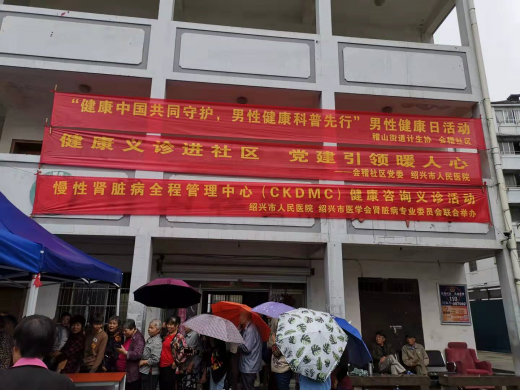 “健康中国共同守护，男性健康科普先行”男性健康日活动
稽山街道计生协 会稽社区
健康义诊进社区 党建引领暖人心
——会稽社区党委 绍兴市人民医院
慢性肾脏病全程管理中心（CKDMC）健康咨询义诊活动
绍兴市人民医院 绍兴市医学会肾脏病专业委员会联合举办
110